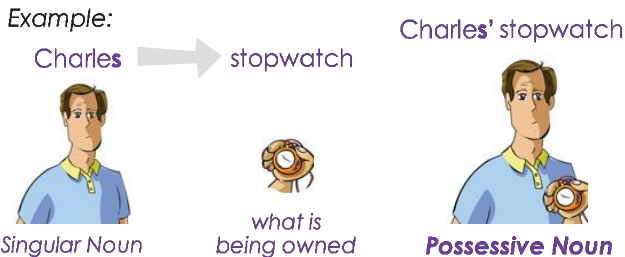 Example:
Charles
stopwatch
Charles’ stopwatch
Singular Noun
what is
being owned
Possessive Noun